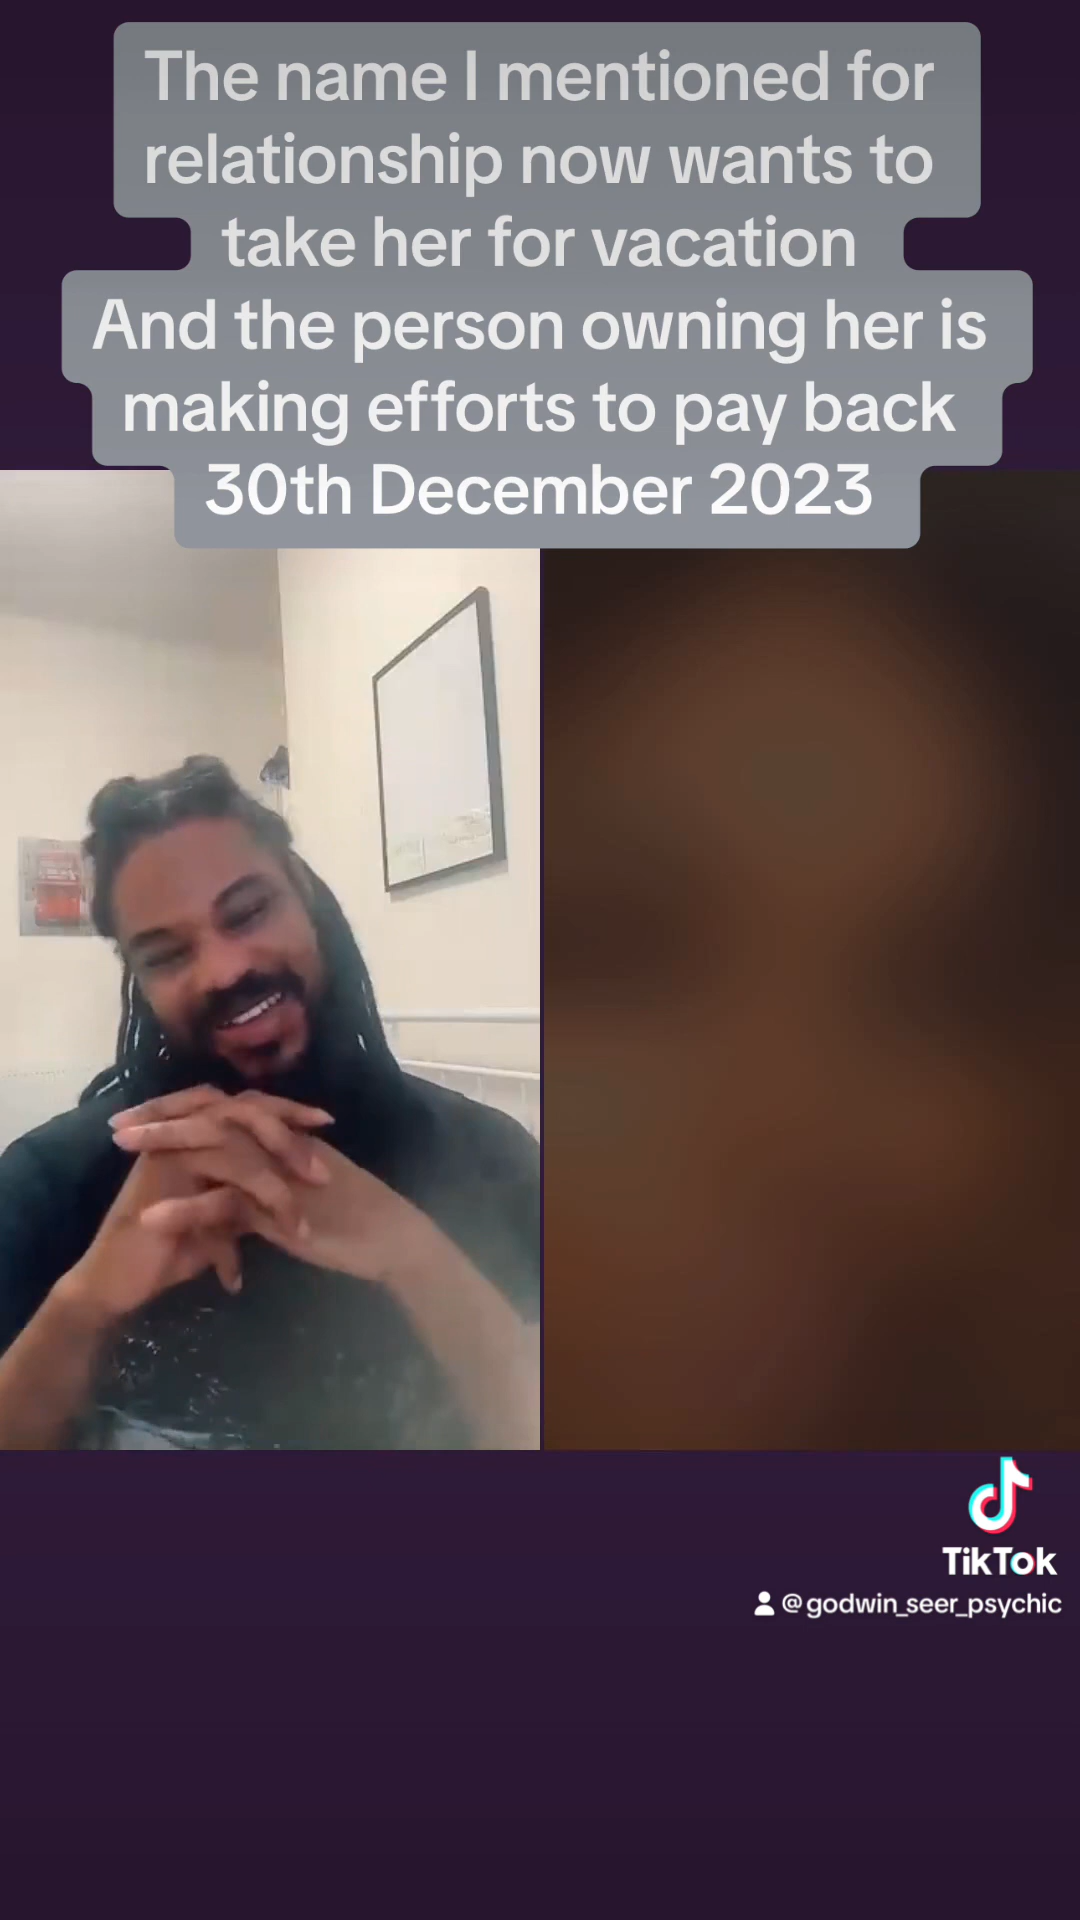 The name I mentioned for
relationship now wants to
take her for vacation
And the person owning her is
making efforts to pay back
30th December 2023
TikTok
@godwin_seer_psychic